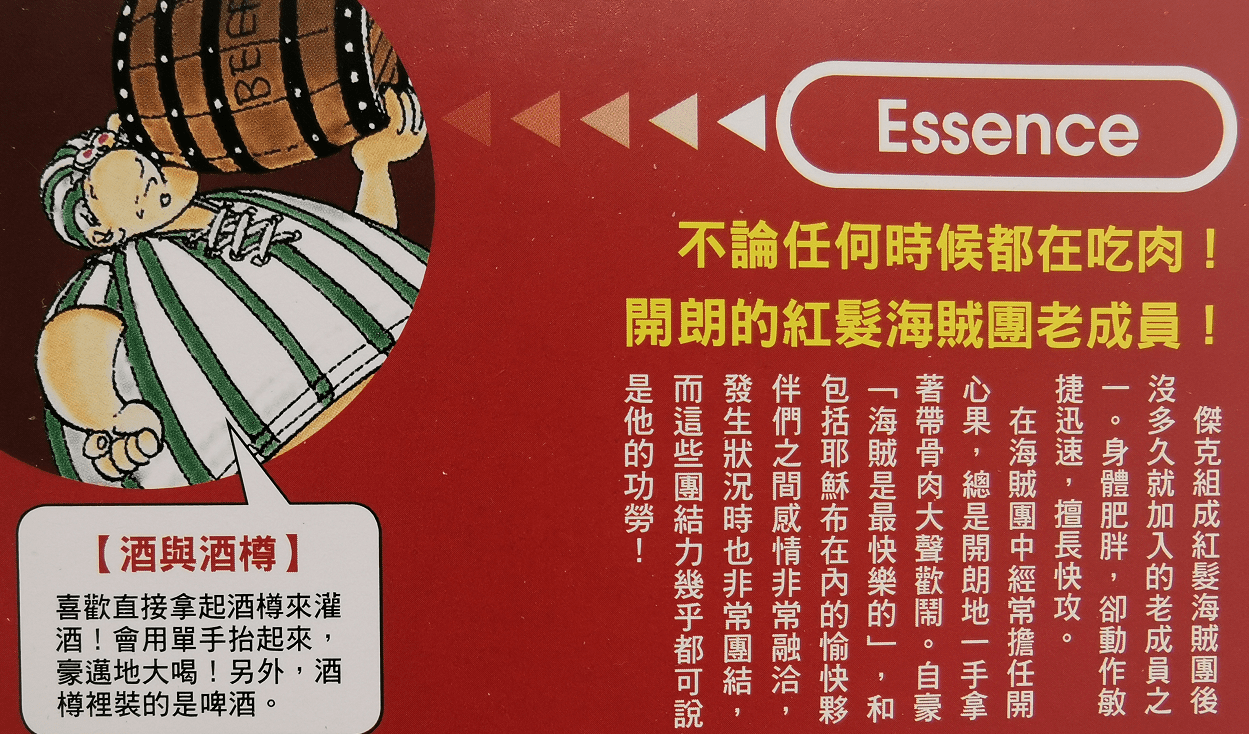 BEER
Essence
不論任何時候都在吃肉！
開朗的紅髮海賊團老成員！
傑克組成紅髮海賊團後
沒多久就加入的老成員之
一。身體肥胖，卻動作敏
捷迅速，擅長快攻。
在海賊團中經常擔任開
心果，總是開朗地一手拿
著帶骨肉大聲歡鬧。自豪
「海賊是最快樂的」，和
包括耶穌布在內的愉快夥
伴們之間感情非常融洽，
發生狀況時也非常團結，
而這些團結力幾乎都可說
是他的功勞！
【酒與酒樽】
喜歡直接拿起酒樽來灌
酒！會用單手抬起來，
豪邁地大喝！另外，酒
樽裡裝的是啤酒。